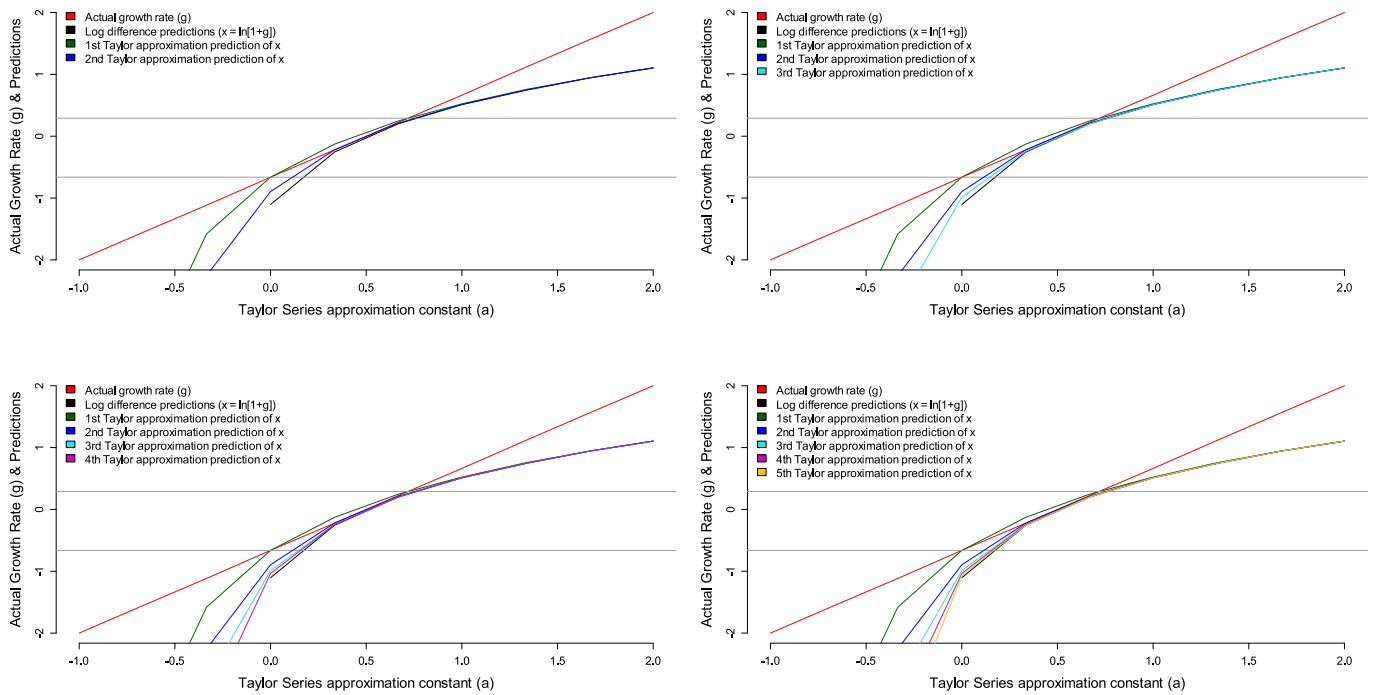 Actual Growth Rate (g) & Predictions
2
1
0
-1
-2
Actual growth rate (g)
Log difference predictions (x = ln[1+g])
1st Taylor approximation prediction of x
2nd Taylor approximation prediction of x
-1.0 -0.5 0.0 0.5 1.0 1.5 2.0
Taylor Series approximation constant (a)
Actual Growth Rate (g) & Predictions
2
1
0
-1
-2
Actual growth rate (g)
Log difference predictions (x = ln[1+g])
1st Taylor approximation prediction of x
2nd Taylor approximation prediction of x
3rd Taylor approximation prediction of x
-1.0 -0.5 0.0 0.5 1.0 1.5 2.0
Taylor Series approximation constant (a)
Actual Growth Rate (g) & Predictions
2
1
0
-1
-2
Actual growth rate (g)
Log difference predictions (x = ln[1+g])
1st Taylor approximation prediction of x
2nd Taylor approximation prediction of x
3rd Taylor approximation prediction of x
4th Taylor approximation prediction of x
-1.0 -0.5 0.0 0.5 1.0 1.5 2.0
Taylor Series approximation constant (a)
Actual Growth Rate (g) & Predictions
2
1
0
-1
-2
Actual growth rate (g)
Log difference predictions (x = ln[1+g])
1st Taylor approximation prediction of x
2nd Taylor approximation prediction of x
3rd Taylor approximation prediction of x
4th Taylor approximation prediction of x
5th Taylor approximation prediction of x
-1.0 -0.5 0.0 0.5 1.0 1.5 2.0
Taylor Series approximation constant (a)